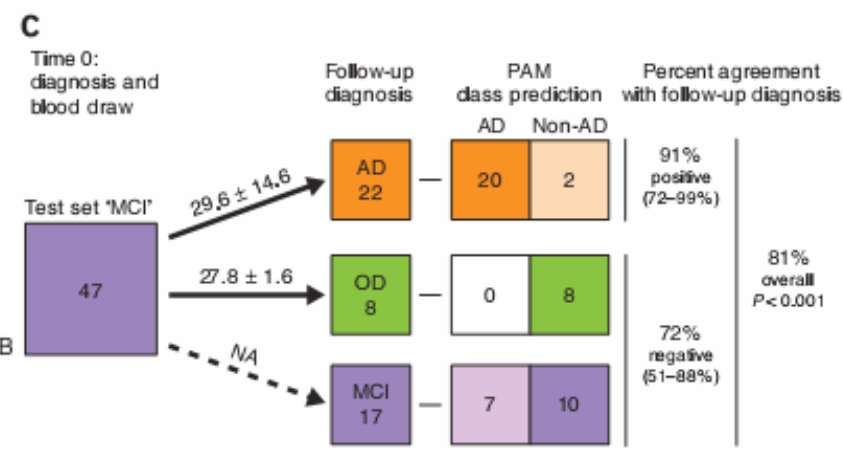 C
Time 0:
diagnosis and
blood draw
Follow-up
diagnosis
PAM
class prediction
AD Non-AD
Percent agreement
with follow-up diagnosis
Test set 'MCI'
47
B
29.6 ± 14.6
AD
22
20
2
91%
positive
(72–99%)
27.8 ± 1.6
OD
8
0
8
NA
MCI
17
7
10
72%
negative
(51–88%)
81%
overall
P < 0.001